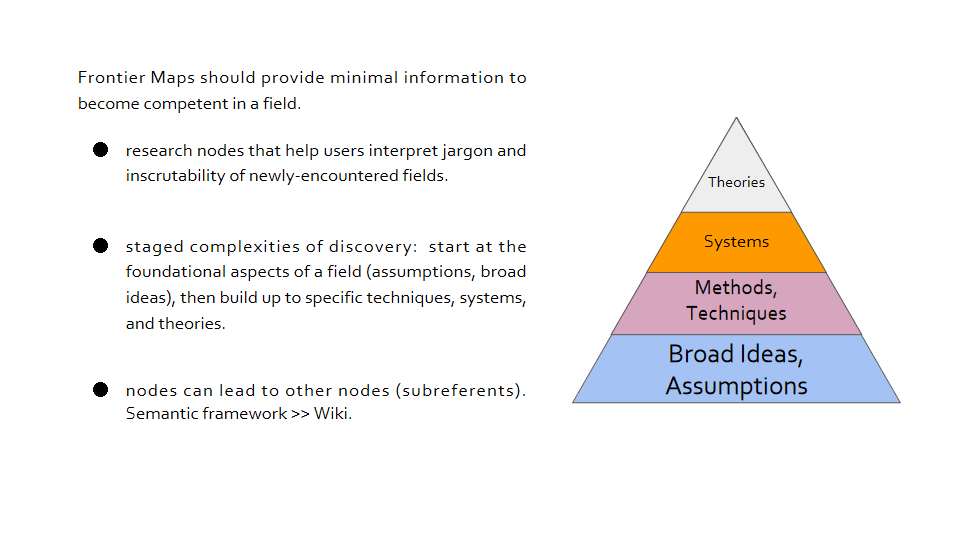 Frontier Maps should provide minimal information to
become competent in a field.
● research nodes that help users interpret jargon and
inscrutability of newly-encountered fields.
● staged complexities of discovery: start at the
foundational aspects of a field (assumptions, broad
ideas), then build up to specific techniques, systems,
and theories.
● nodes can lead to other nodes (subreferents).
Semantic framework >> Wiki.
Theories
Systems
Methods,
Techniques
Broad Ideas,
Assumptions